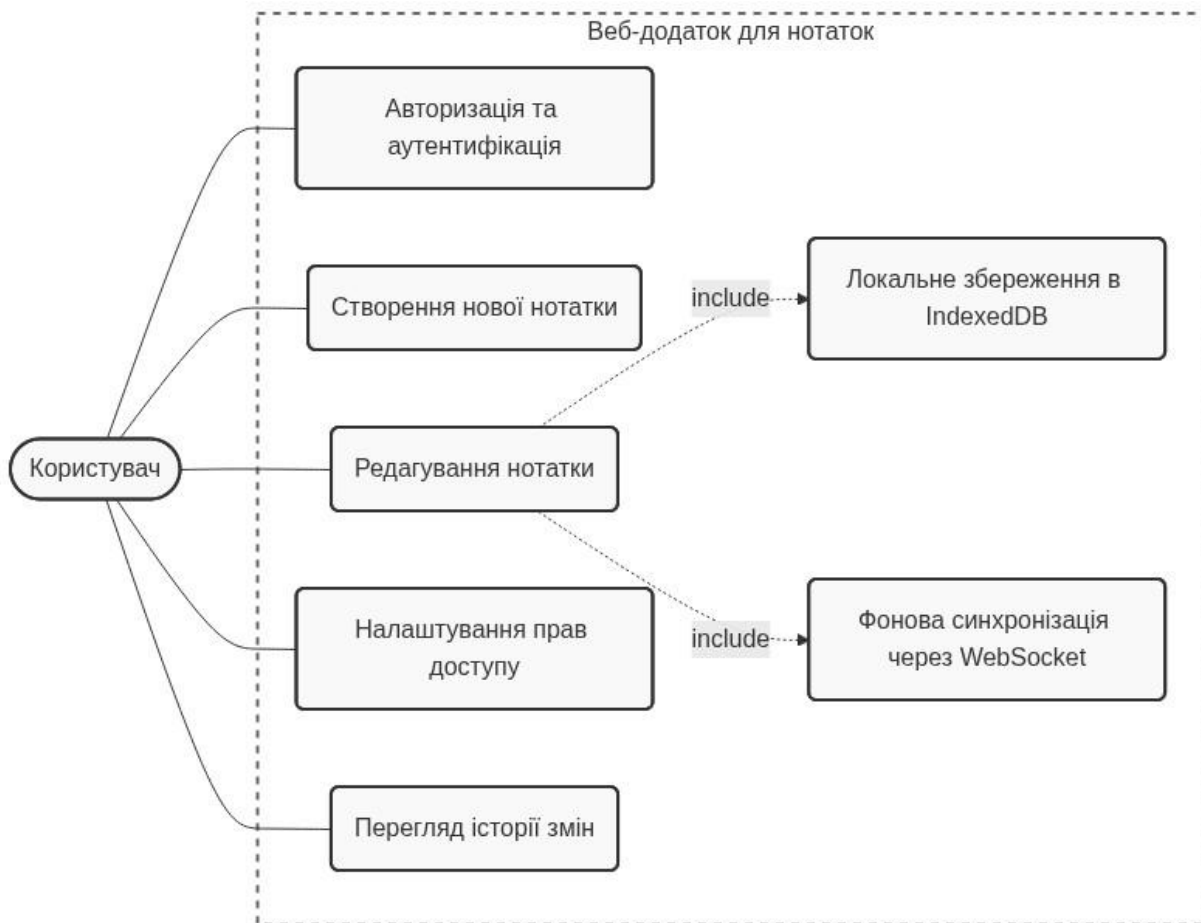 Веб-додаток для нотаток
Авторизація та
аутентифікація
Створення нової нотатки
include
Локальне збереження в
IndexedDB
Користувач
Редагування нотатки
Налаштування прав
доступу
include
Фонова синхронізація
через WebSocket
Перегляд історії змін